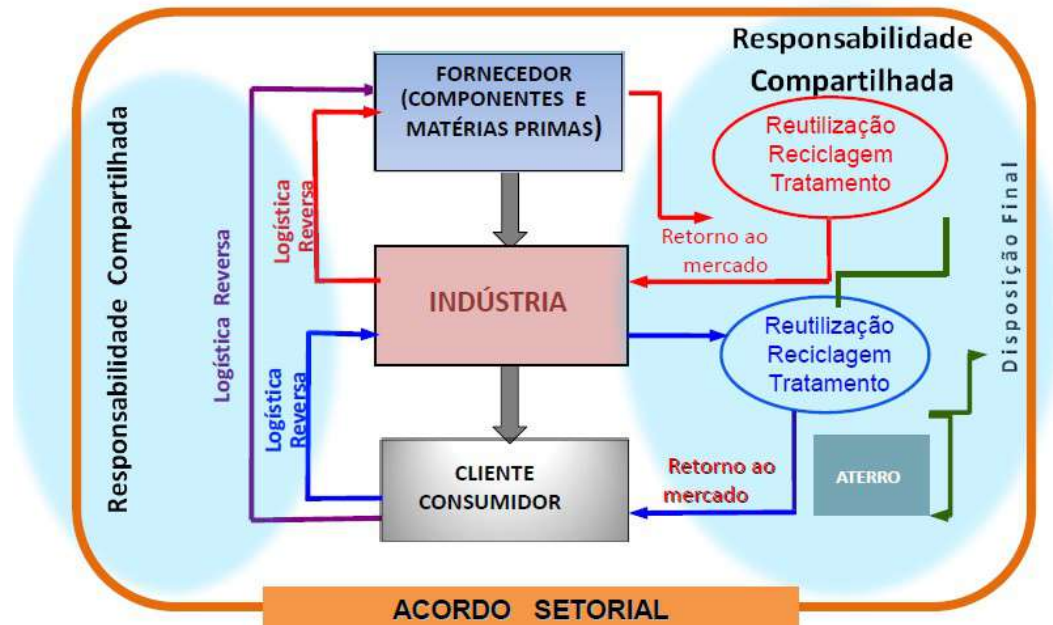 Responsabilidade
Compartilhada
FORNECEDOR
(COMPONENTES E
MATÉRIAS PRIMAS)
Reutilização
Reciclagem
Tratamento
Responsabilidade Compartilhada
Logística Reversa
Logística
Reversa
Retorno ao
mercado
Disposição Final
INDÚSTRIA
Reutilização
Reciclagem
Tratamento
Logística
Reversa
CLIENTE
CONSUMIDOR
Retorno ao
mercado
ATERRO
ACORDO SETORIAL